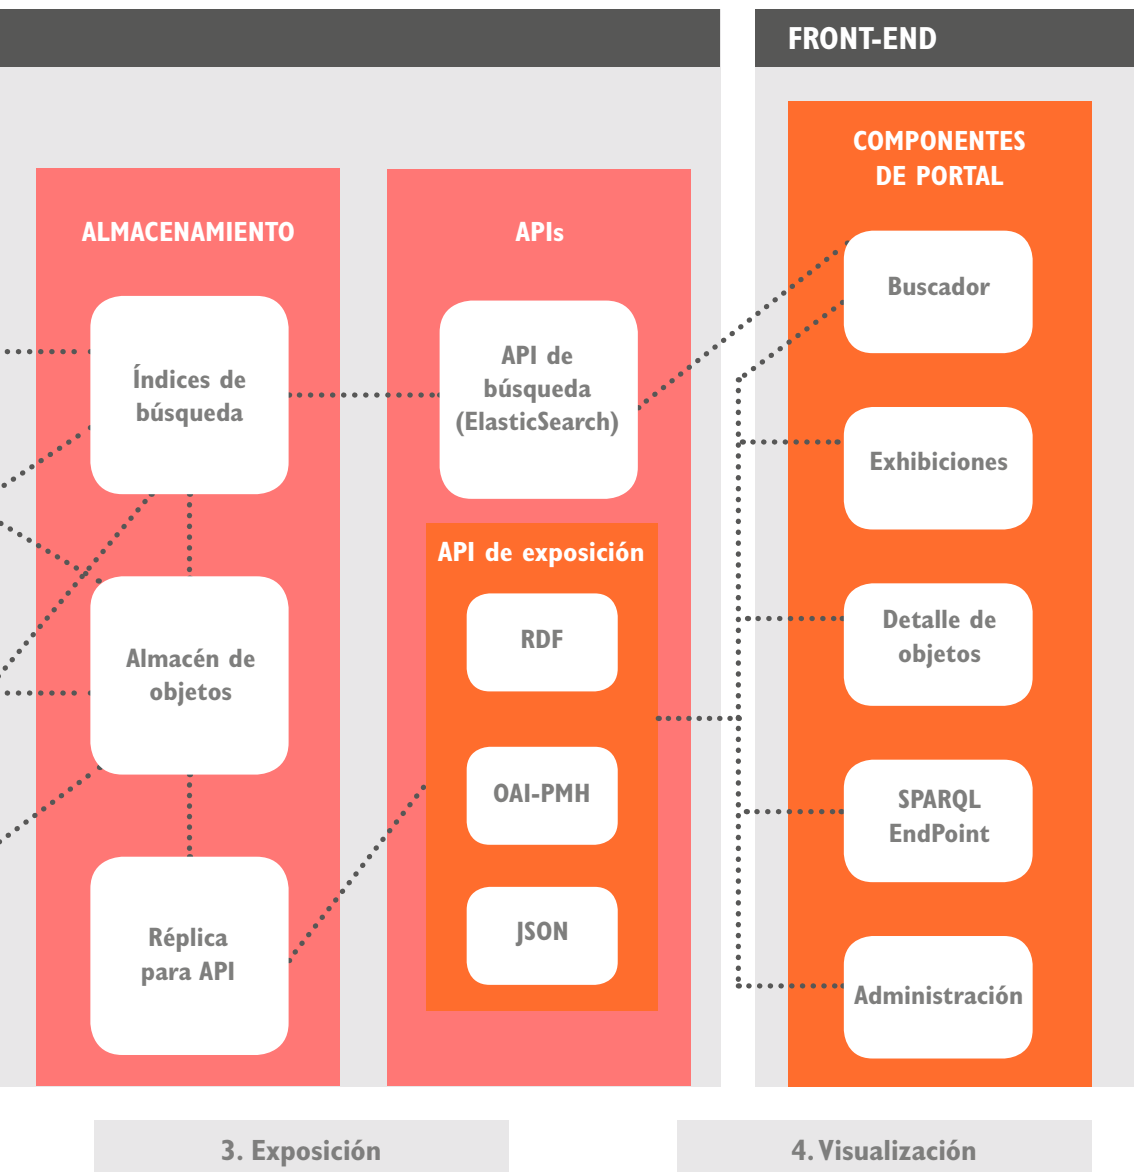 FRONT-END
ALMACENAMIENTO
Índices de
búsqueda
Almacén de
objetos
Réplica
para API
APIs
API de
búsqueda
(ElasticSearch)
API de exposición
RDF
OAI-PMH
JSON
COMPONENTES
DE PORTAL
Buscador
Exhibiciones
Detalle de
objetos
SPARQL
EndPoint
Administración
3. Exposición
4. Visualización